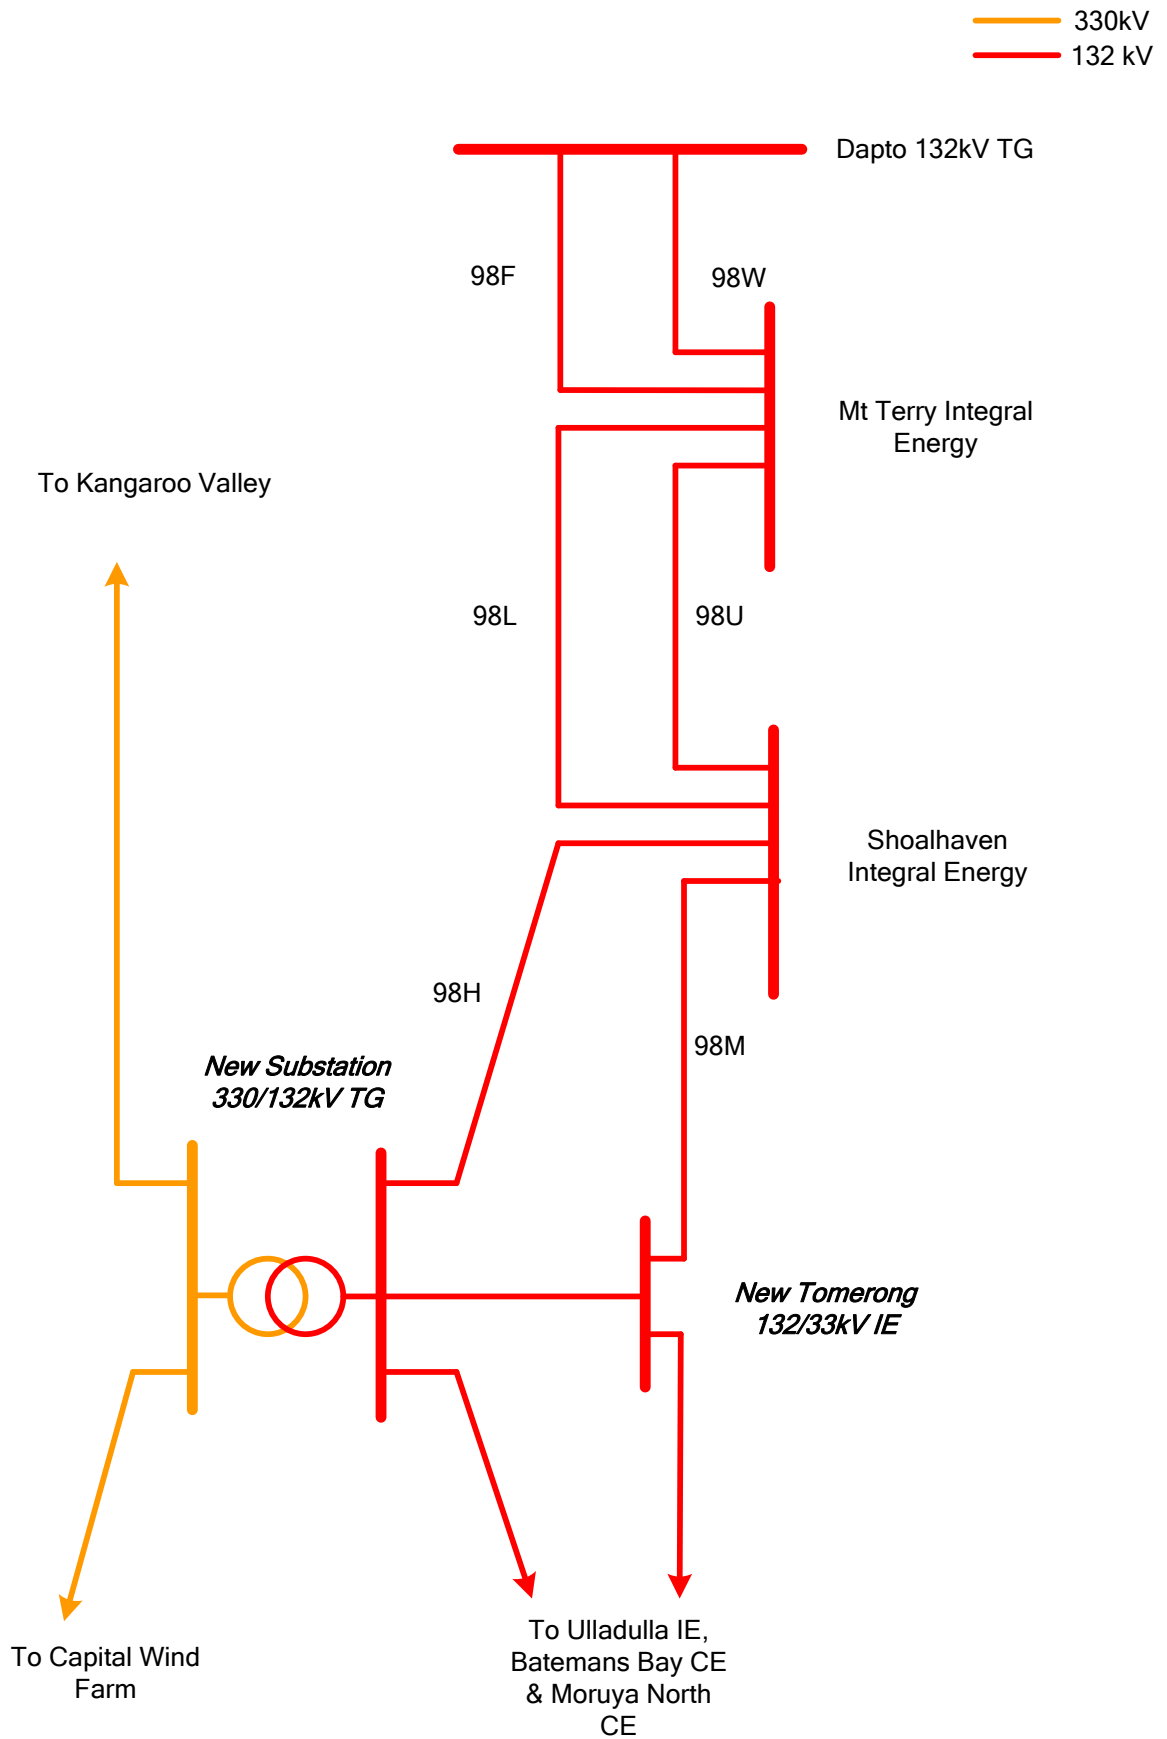 330kV
132 kV
Dapto 132kV TG
98F
98W
Mt Terry Integral
Energy
To Kangaroo Valley
98L
98U
Shoalhaven
Integral Energy
98H
98M
New Substation
330/132kV TG
New Tomerong
132/33kV IE
To Ulladulla IE,
Batemans Bay CE
& Moruya North
CE
To Capital Wind
Farm